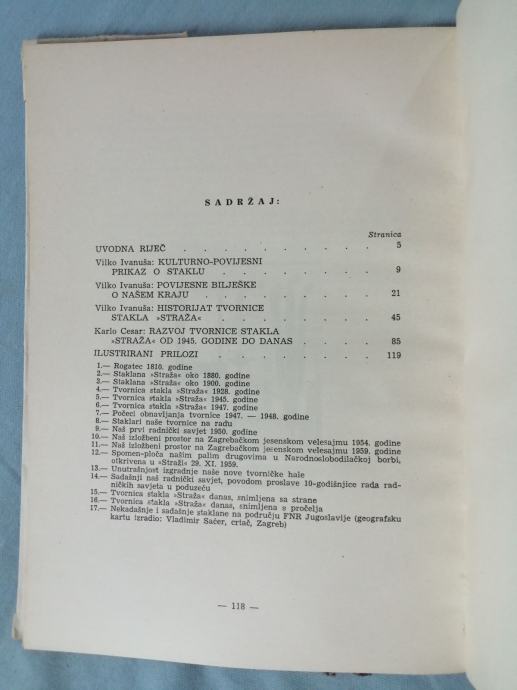 SADRŽAJ:
Stranica
UVODNA RIJEČ . . . . . . . . . . 5
Vilko Ivanuša: KULTURNO-POVIJESNI
PRIKAZ O STAKLU . . . . . . . 9
Vilko Ivanuša: POVIJESNE BILJEŠKE
O NAŠEM KRAJU . . . . . . . . 21
Vilko Ivanuša: HISTORIJAT TVORNICE
STAKLA »STRAŽA« . . . . . . . 45
Karlo Cesar: RAZVOJ TVORNICE STAKLA
»STRAŽA« OD 1945. GODINE DO DANAS . . 85
ILUSTRIRANI PRILOZI . . . . . . . 119
1.— Rogatec 1810. godine
2.— Staklana »Straža« oko 1880. godine
3.— Staklana »Straža« oko 1900. godine
4.— Tvornica stakla »Straža« 1928. godine
5.— Tvornica stakla »Straža« 1945. godine
6.— Tvornica stakla »Straža« 1947. godine
7.— Počeci obnavljanja tvornice 1947. — 1948. godine
8.— Staklari naše tvornice na radu
9.— Naš prvi radnički savjet 1950. godine
10.— Naš izložbeni prostor na Zagrebačkom jesenskom velesajmu 1954. godine
11.— Naš izložbeni prostor na Zagrebačkom jesenskom velesajmu 1959. godine
12.— Spomen-ploča našim palim drugovima u Narodnoslobodilačkoj borbi,
otkrivena u »Straži« 29. XI. 1959.
13.— Unutrašnjost izgradnje naše nove tvorničke hale
14.— Sadašnji naš radnički savjet, povodom proslave 10-godišnjice rada rad-
ničkih savjeta u poduzeću
15.— Tvornica stakla »Straža« danas, snimljena sa strane
16.— Tvornica stakla »Straža« danas, snimljena s pročelja
17.— Nekadašnje i sadašnje staklane na području FNR Jugoslavije (geografsku
kartu izradio: Vladimir Sačer, crtač, Zagreb)
— 118 —